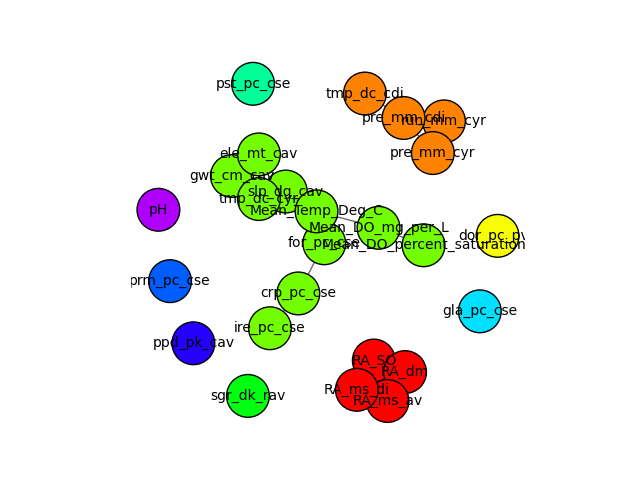 pst_pc_cse
tmp_dc_cdi
pre_mm_cdi
run_mm_cyr
pre_mm_cyr
ele_mt_cav
gwt_cm_cav
slp_dg_cav
tmp_dc_cyr
Mean_Temp_Deg_C
pH
Mean_DO_mg_per_L
dor_pc_pv
for_pc_cse
Mean_DO_percent_saturation
prm_pc_cse
crp_pc_cse
gla_pc_cse
ire_pc_cse
ppd_pk_cav
RA_SO
RA_dm
RA_ms_di
RA_ms_av
sgr_dk_rav